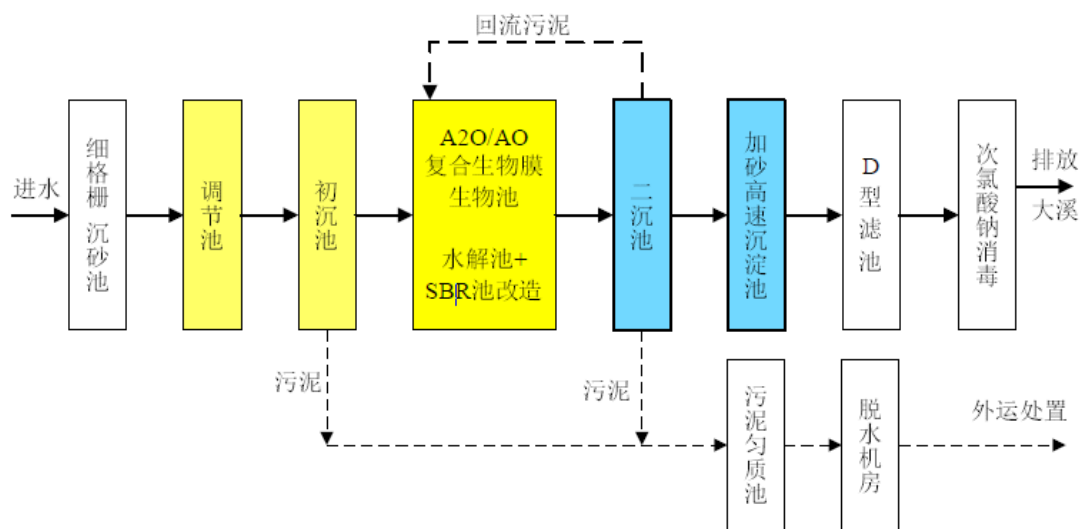 回流污泥
进水
细格栅 沉砂池
调节池
初沉池
A2O/AO
复合生物膜
生物池
水解池+
SBR池改造
二沉池
加砂高速沉淀池
D型滤池
次氯酸钠消毒
排放
大溪
污泥
污泥
污泥匀质池
脱水机房
外运处置